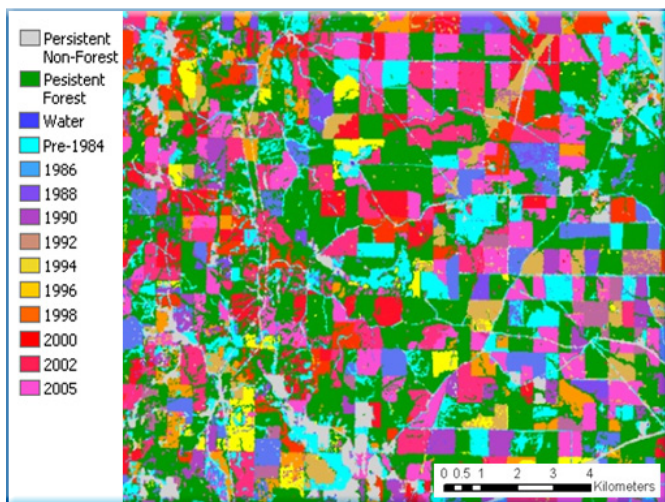 Persistent
Non-Forest
Pesistent
Forest
Water
Pre-1984
1986
1988
1990
1992
1994
1996
1998
2000
2002
2005
0 0.5 1 2 3 4
Kilometers